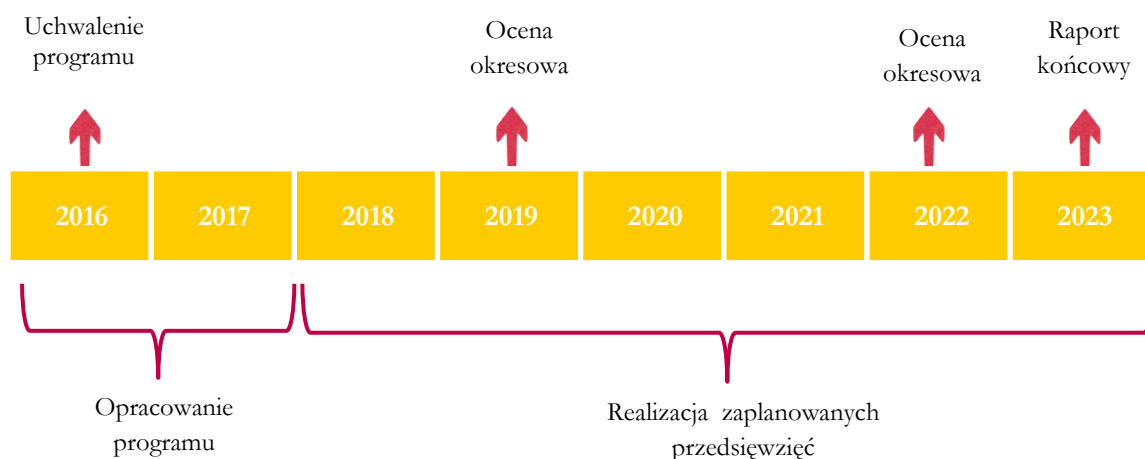 Uchwalenie
programu
Ocena
okresowa
Ocena
okresowa
Raport
końcowy
2016
2017
2018
2019
2020
2021
2022
2023
Opracowanie
programu
Realizacja zaplanowanych
przedsięwzięć